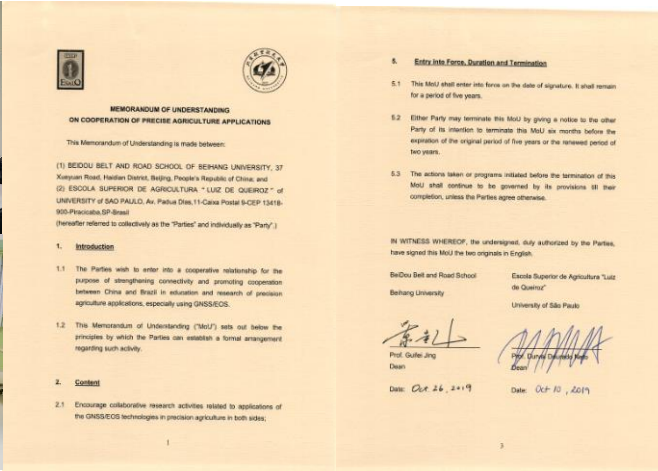 ESALQ
MEMORANDUM OF UNDERSTANDING
ON COOPERATION OF PRECISE AGRICULTURE APPLICATIONS
This Memorandum of Understanding is made between:
(1) BEIDOU BELT AND ROAD SCHOOL OF BEIHANG UNIVERSITY, 37
Xueyuan Road, Haidian District, Beijing, People's Republic of China; and
(2) ESCOLA SUPERIOR DE AGRICULTURA " LUIZ DE QUEIROZ " of
UNIVERSITY of SAO PAULO, Av. Padua Dias,11-Caixa Postal 9-CEP 13418-
900-Piracicaba,SP-Brasil
(hereafter referred to collectively as the "Parties" and individually as "Party".)
1. Introduction
1.1 The Parties wish to enter into a cooperative relationship for the
purpose of strengthening connectivity and promoting cooperation
between China and Brazil in education and research of precision
agriculture applications, especially using GNSS/EOS.
1.2 This Memorandum of Understanding ("MoU") sets out below the
principles by which the Parties can establish a formal arrangement
regarding such activity.
2. Content
2.1 Encourage collaborative research activities related to applications of
the GNSS/EOS technologies in precision agriculture in both sides;
1
5. Entry into Force, Duration and Termination
5.1 This MoU shall enter into force on the date of signature. It shall remain
for a period of five years.
5.2 Either Party may terminate this MoU by giving a notice to the other
Party of its intention to terminate this MoU six months before the
expiration of the original period of five years or the renewed period of
two years.
5.3 The actions taken or programs initiated before the termination of this
MoU shall continue to be governed by its provisions till their
completion, unless the Parties agree otherwise.
IN WITNESS WHEREOF, the undersigned, duly authorized by the Parties,
have signed this MoU the two originals in English.
BeiDou Belt and Road School
Beihang University
Prof. Guifei Jing
Dean
Date: Oct 26, 2019
Escola Superior de Agricultura "Luiz
de Queiroz"
University of São Paulo
Prof. Durval Dourado Neto
Dean
Date: Oct 10, 2019
3